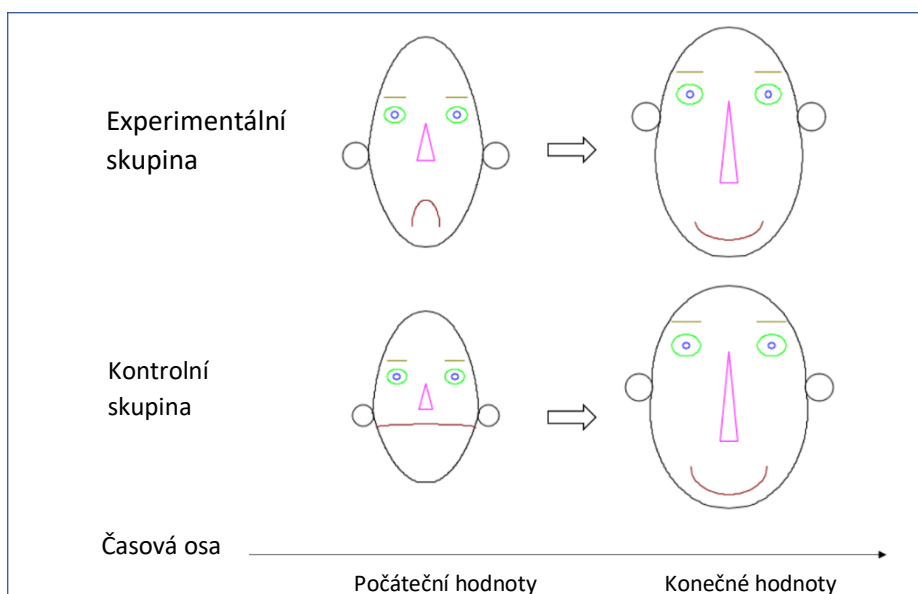 Experimentální
skupina
Kontrolní
skupina
Časová osa
Počáteční hodnoty
Konečné hodnoty